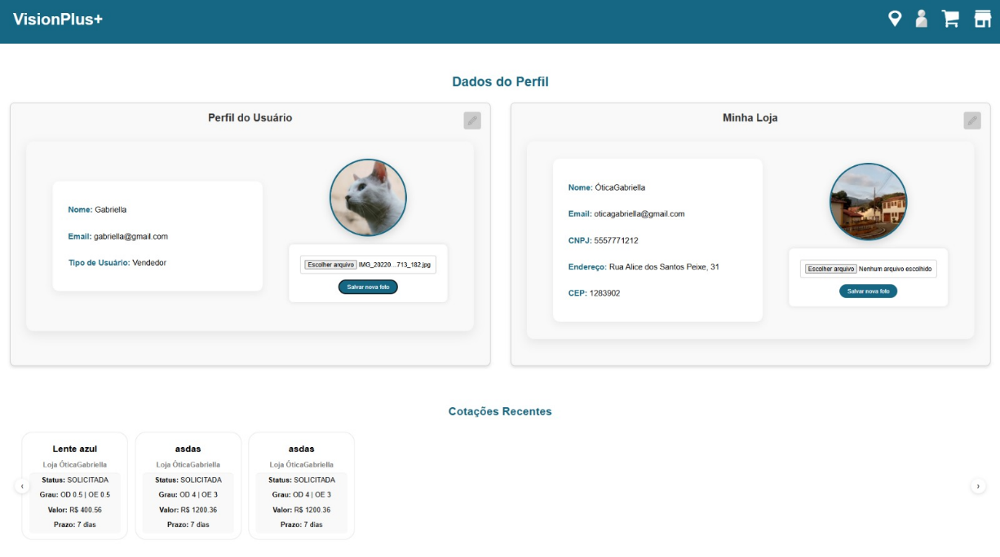 VisionPlus+
Dados do Perfil
Perfil do Usuário
Nome: Gabriella
Email: gabriella@gmail.com
Tipo de Usuário: Vendedor
Escolher arquivo IMG_20220...713_182.jpg
Salvar nova foto
Minha Loja
Nome: ÓticaGabriella
Email: oticagabriella@gmail.com
CNPJ: 5557771212
Endereço: Rua Alice dos Santos Peixe, 31
CEP: 1283902
Escolher arquivo Nenhum arquivo escolhido
Salvar nova foto
Cotações Recentes
Lente azul
Loja ÓticaGabriella
Status: SOLICITADA
Grau: OD 0.5 | OE 0.5
Valor: R$ 400.56
Prazo: 7 dias
asdas
Loja ÓticaGabriella
Status: SOLICITADA
Grau: OD 4 | OE 3
Valor: R$ 1200.36
Prazo: 7 dias
asdas
Loja ÓticaGabriella
Status: SOLICITADA
Grau: OD 4 | OE 3
Valor: R$ 1200.36
Prazo: 7 dias